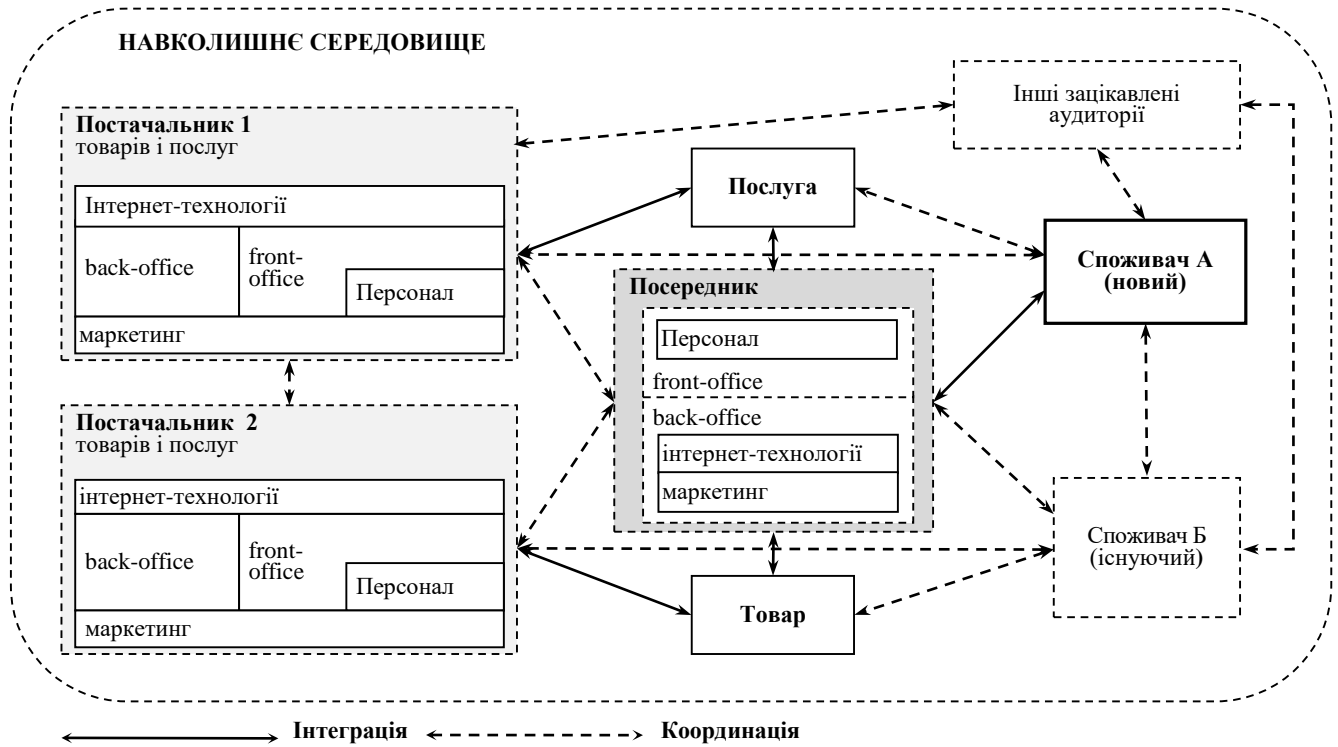 НАВКОЛИШНЄ СЕРЕДОВИЩЕ
Інші зацікавлені
аудиторії
Постачальник 1
товарів і послуг
Інтернет-технології
back-office
front-
office
Персонал
маркетинг
Послуга
Споживач А
(новий)
Посередник
Персонал
front-office
back-office
інтернет-технології
маркетинг
Постачальник 2
товарів і послуг
інтернет-технології
back-office
front-
office
Персонал
маркетинг
Споживач Б
(існуючий)
Товар
Інтеграція
Координація